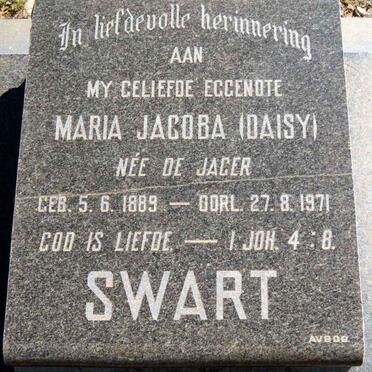 In liefdevolle herinnering
AAN
MY GELIEFDE EGGENOTE
MARIA JACOBA (DAISY)
NÉE DE JAGER
GEB. 5. 6. 1889 — OORL. 27. 8. 1971
GOD IS LIEFDE — 1 JOH. 4 : 8.
SWART
AVBOB